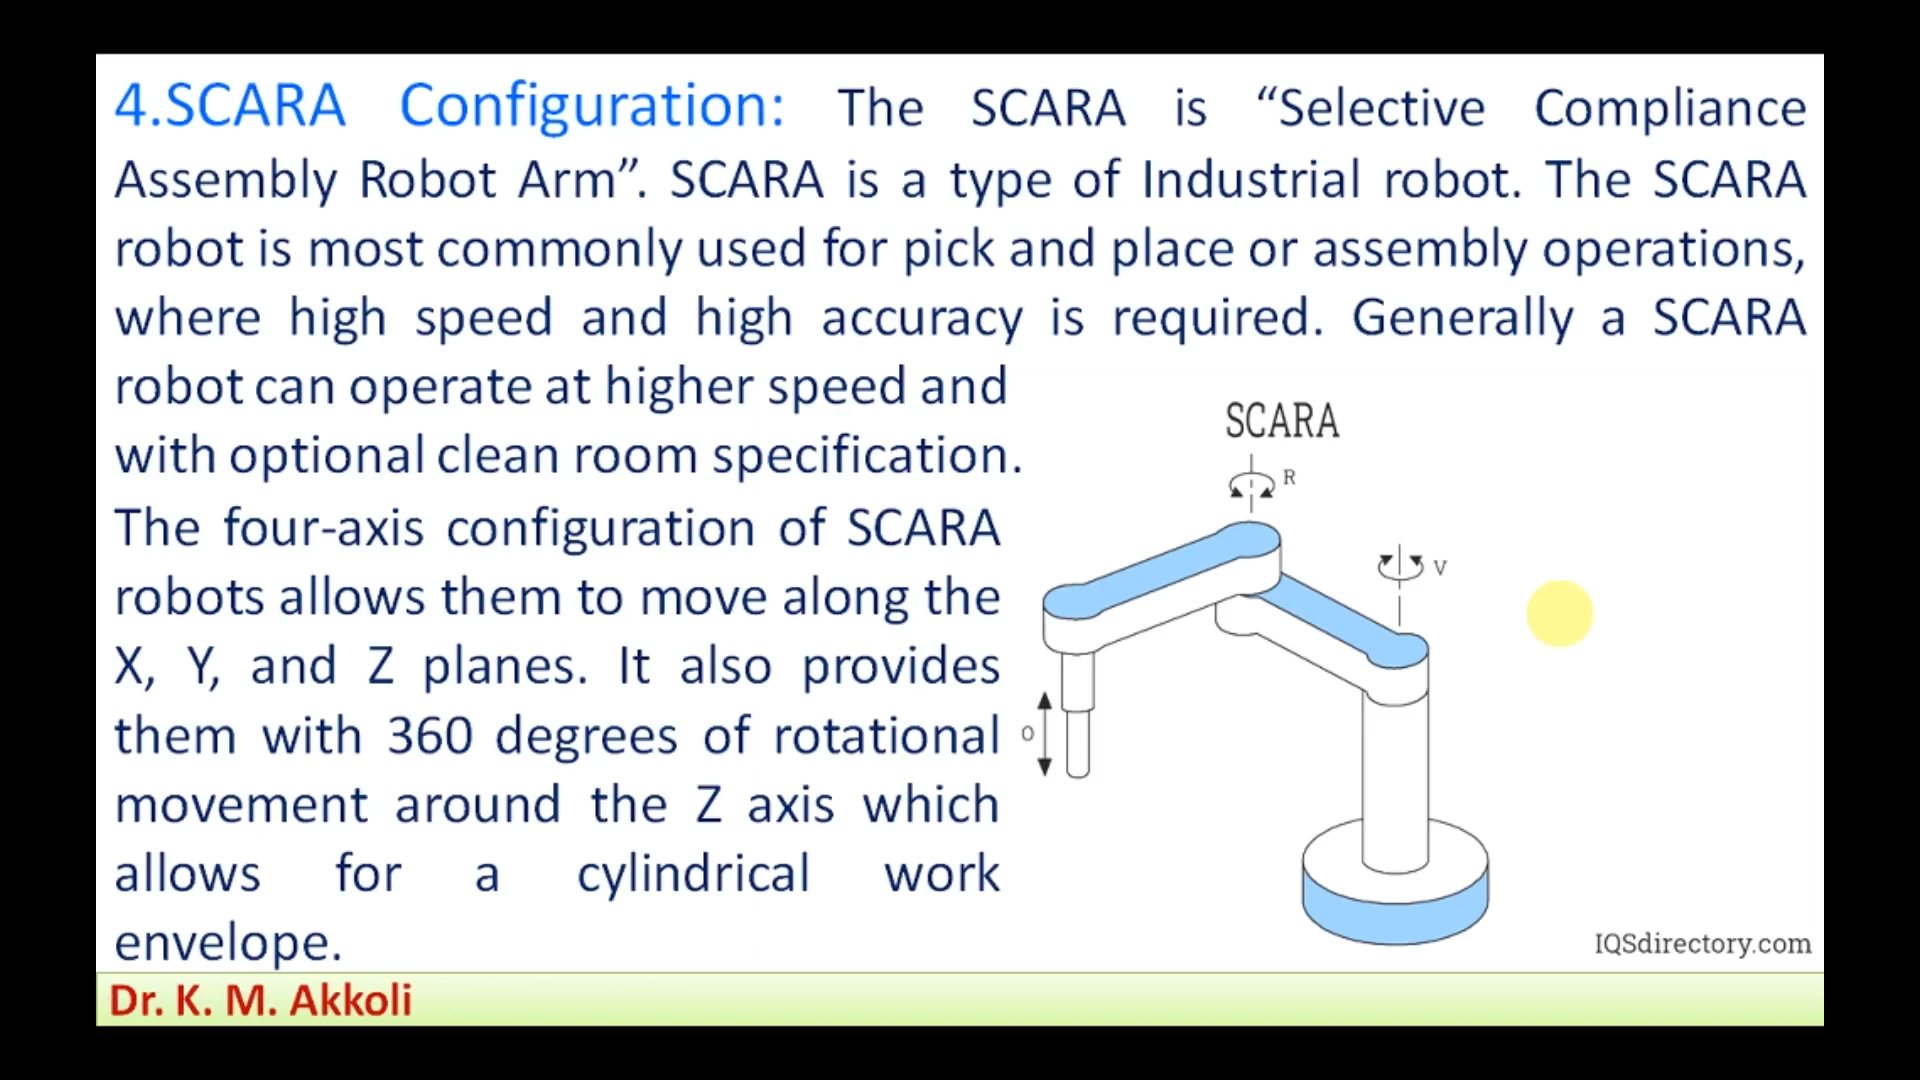 4.SCARA Configuration: The SCARA is “Selective Compliance
Assembly Robot Arm”. SCARA is a type of Industrial robot. The SCARA
robot is most commonly used for pick and place or assembly operations,
where high speed and high accuracy is required. Generally a SCARA
robot can operate at higher speed and
with optional clean room specification.
The four-axis configuration of SCARA
robots allows them to move along the
X, Y, and Z planes. It also provides
them with 360 degrees of rotational
movement around the Z axis which
allows for a cylindrical work
envelope.
SCARA
R
V
O
IQSdirectory.com
Dr. K. M. Akkoli